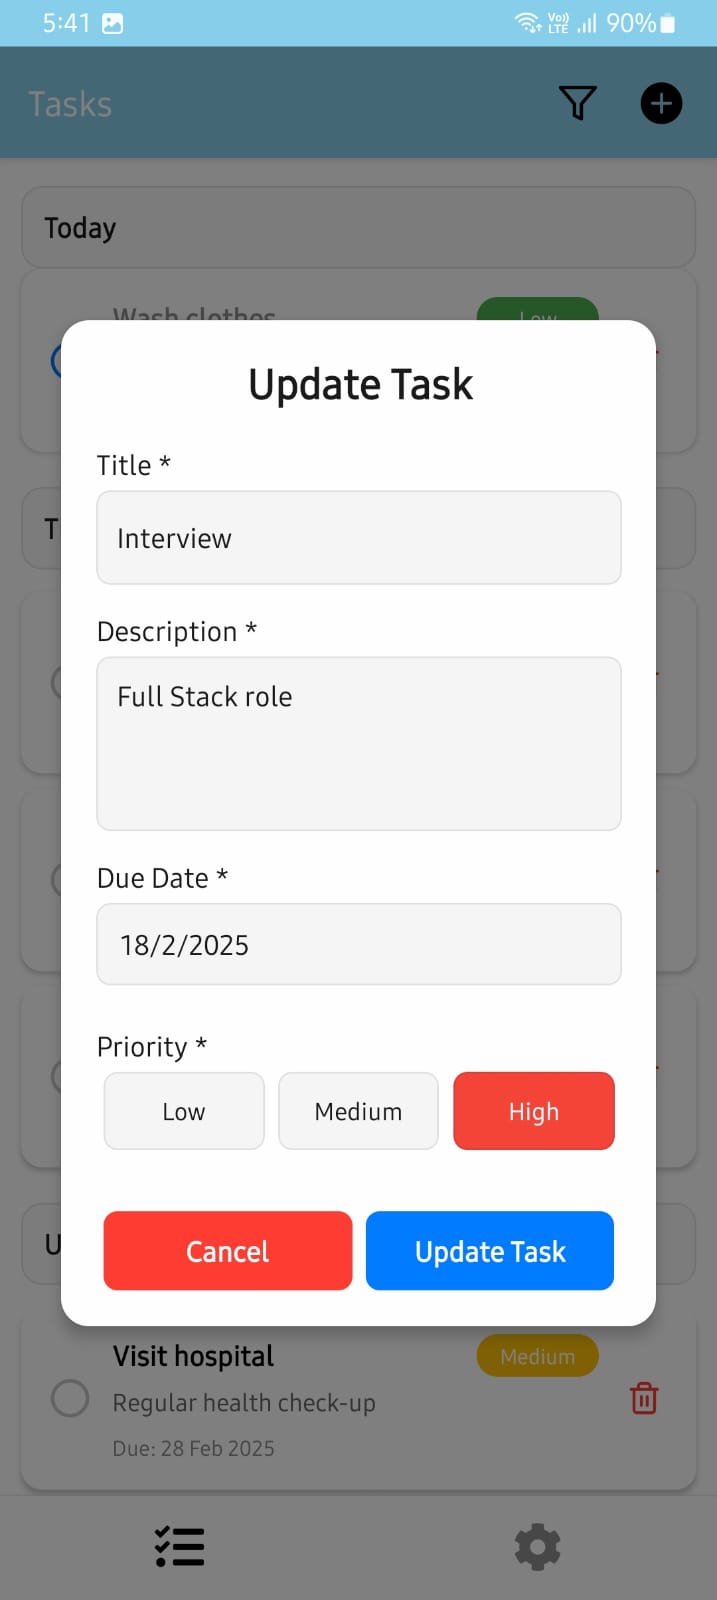 5:41 Vo)) LTE 90%
Tasks
Today
Wash clothes Low
Update Task
Title *
Interview
Description *
Full Stack role
Due Date *
18/2/2025
Priority *
Low Medium High
Cancel Update Task
Visit hospital Medium
Regular health check-up
Due: 28 Feb 2025